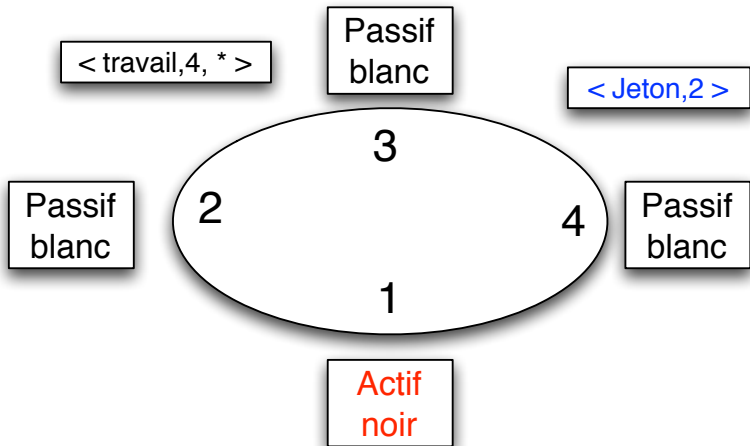 Passif
blanc
< travail,4, * >
< Jeton,2 >
3
Passif
blanc
2
4
Passif
blanc
1
Actif
noir